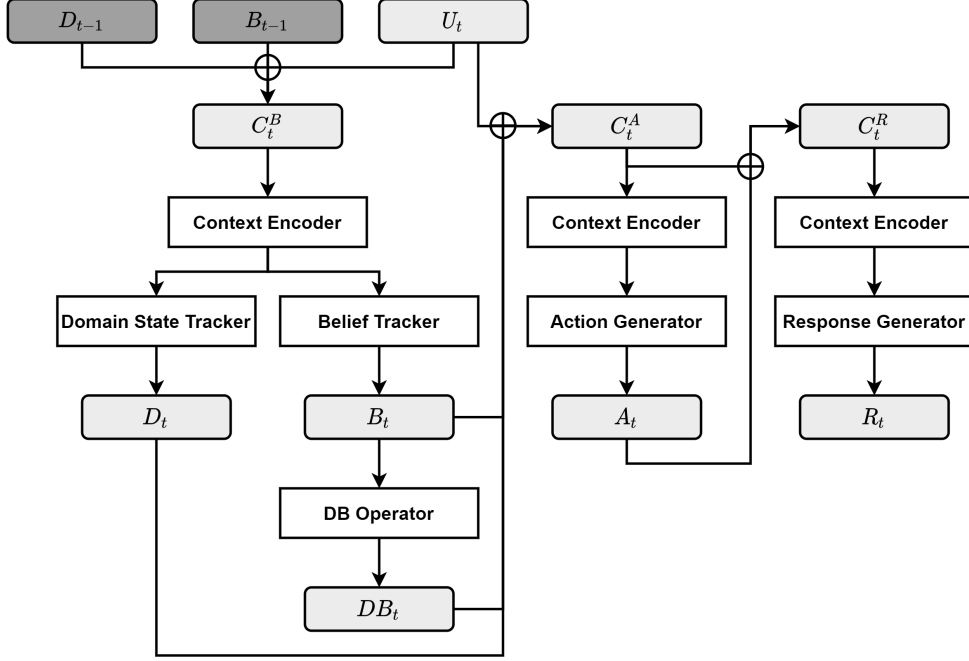 D_{t-1}
B_{t-1}
U_t
C_t^B
C_t^A
C_t^R
Context Encoder
Context Encoder
Context Encoder
Domain State Tracker
Belief Tracker
Action Generator
Response Generator
D_t
B_t
A_t
R_t
DB Operator
DB_t